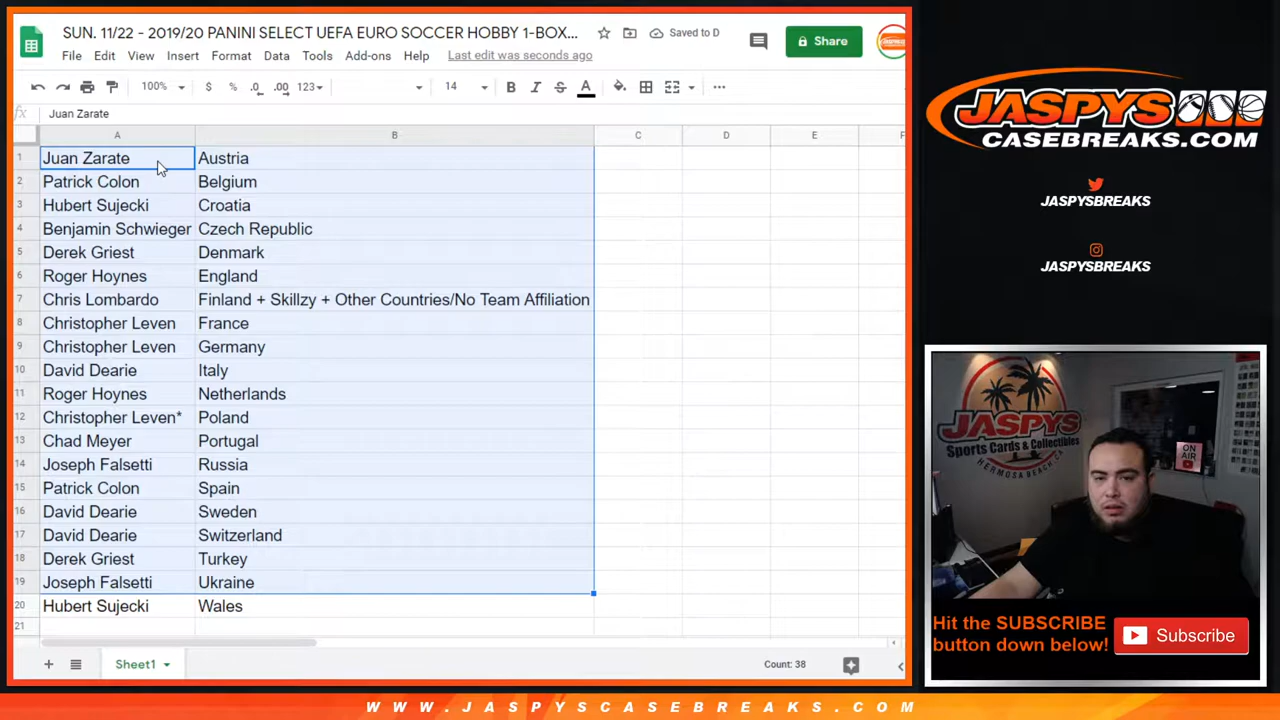 SUN. 11/22 - 2019/20 PANINI SELECT UEFA EURO SOCCER HOBBY 1-BOX... Saved to D
Share
File Edit View Insert Format Data Tools Add-ons Help Last edit was seconds ago
100% $ % .0 .00 123 14 B I S A
fx Juan Zarate
A B C D E F
1 Juan Zarate Austria
2 Patrick Colon Belgium
3 Hubert Sujecki Croatia
4 Benjamin Schwieger Czech Republic
5 Derek Griest Denmark
6 Roger Hoynes England
7 Chris Lombardo Finland + Skillzy + Other Countries/No Team Affiliation
8 Christopher Leven France
9 Christopher Leven Germany
10 David Dearie Italy
11 Roger Hoynes Netherlands
12 Christopher Leven* Poland
13 Chad Meyer Portugal
14 Joseph Falsetti Russia
15 Patrick Colon Spain
16 David Dearie Sweden
17 David Dearie Switzerland
18 Derek Griest Turkey
19 Joseph Falsetti Ukraine
20 Hubert Sujecki Wales
21
Sheet1 Count: 38
JASPYS
CASEBREAKS.COM
JASPYSBREAKS
JASPYSBREAKS
JASPYS
Sports Cards & Collectibles
HERMOSA BEACH, CA
ON AIR
Hit the SUBSCRIBE
button down below!
Subscribe
WWW.JASPYSCASEBREAKS.COM